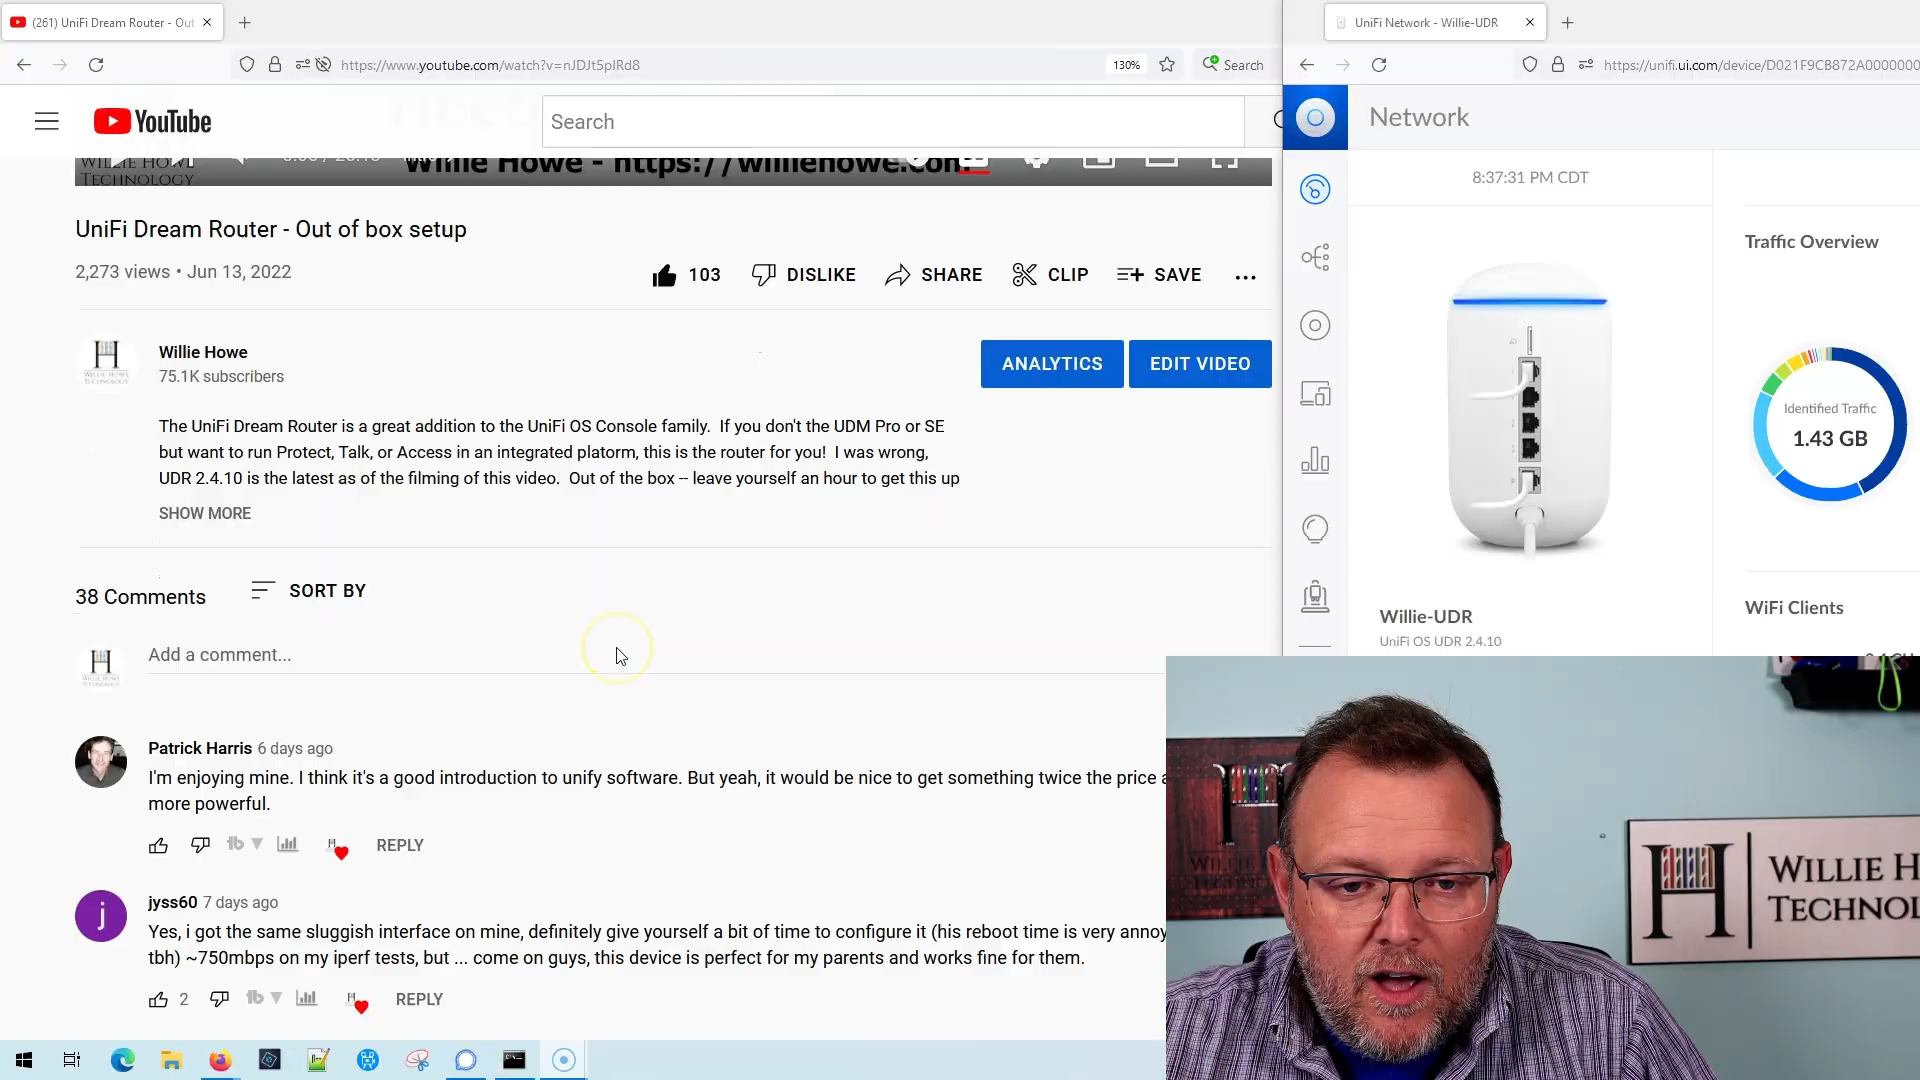 (261) UniFi Dream Router - Out
UniFi Network - Willie-UDR
https://www.youtube.com/watch?v=nJDJt5pIRd8
130%
Search
https://unifi.ui.com/device/D021F9CB872A0000000
YouTube
Search
Network
WILLIE HOWE
TECHNOLOGY
Willie Howe - https://williehowe.com
8:37:31 PM CDT
UniFi Dream Router - Out of box setup
2,273 views • Jun 13, 2022
103
DISLIKE
SHARE
CLIP
SAVE
Traffic Overview
Willie Howe
75.1K subscribers
ANALYTICS
EDIT VIDEO
Identified Traffic
1.43 GB
The UniFi Dream Router is a great addition to the UniFi OS Console family. If you don't the UDM Pro or SE
but want to run Protect, Talk, or Access in an integrated platorm, this is the router for you! I was wrong,
UDR 2.4.10 is the latest as of the filming of this video. Out of the box -- leave yourself an hour to get this up
SHOW MORE
38 Comments
SORT BY
WiFi Clients
Willie-UDR
UniFi OS UDR 2.4.10
Add a comment...
Patrick Harris 6 days ago
I'm enjoying mine. I think it's a good introduction to unify software. But yeah, it would be nice to get something twice the price a
more powerful.
REPLY
jyss60 7 days ago
Yes, i got the same sluggish interface on mine, definitely give yourself a bit of time to configure it (his reboot time is very annoy
tbh) ~750mbps on my iperf tests, but ... come on guys, this device is perfect for my parents and works fine for them.
2
REPLY
j
H
WILLIE H
TECHNOL